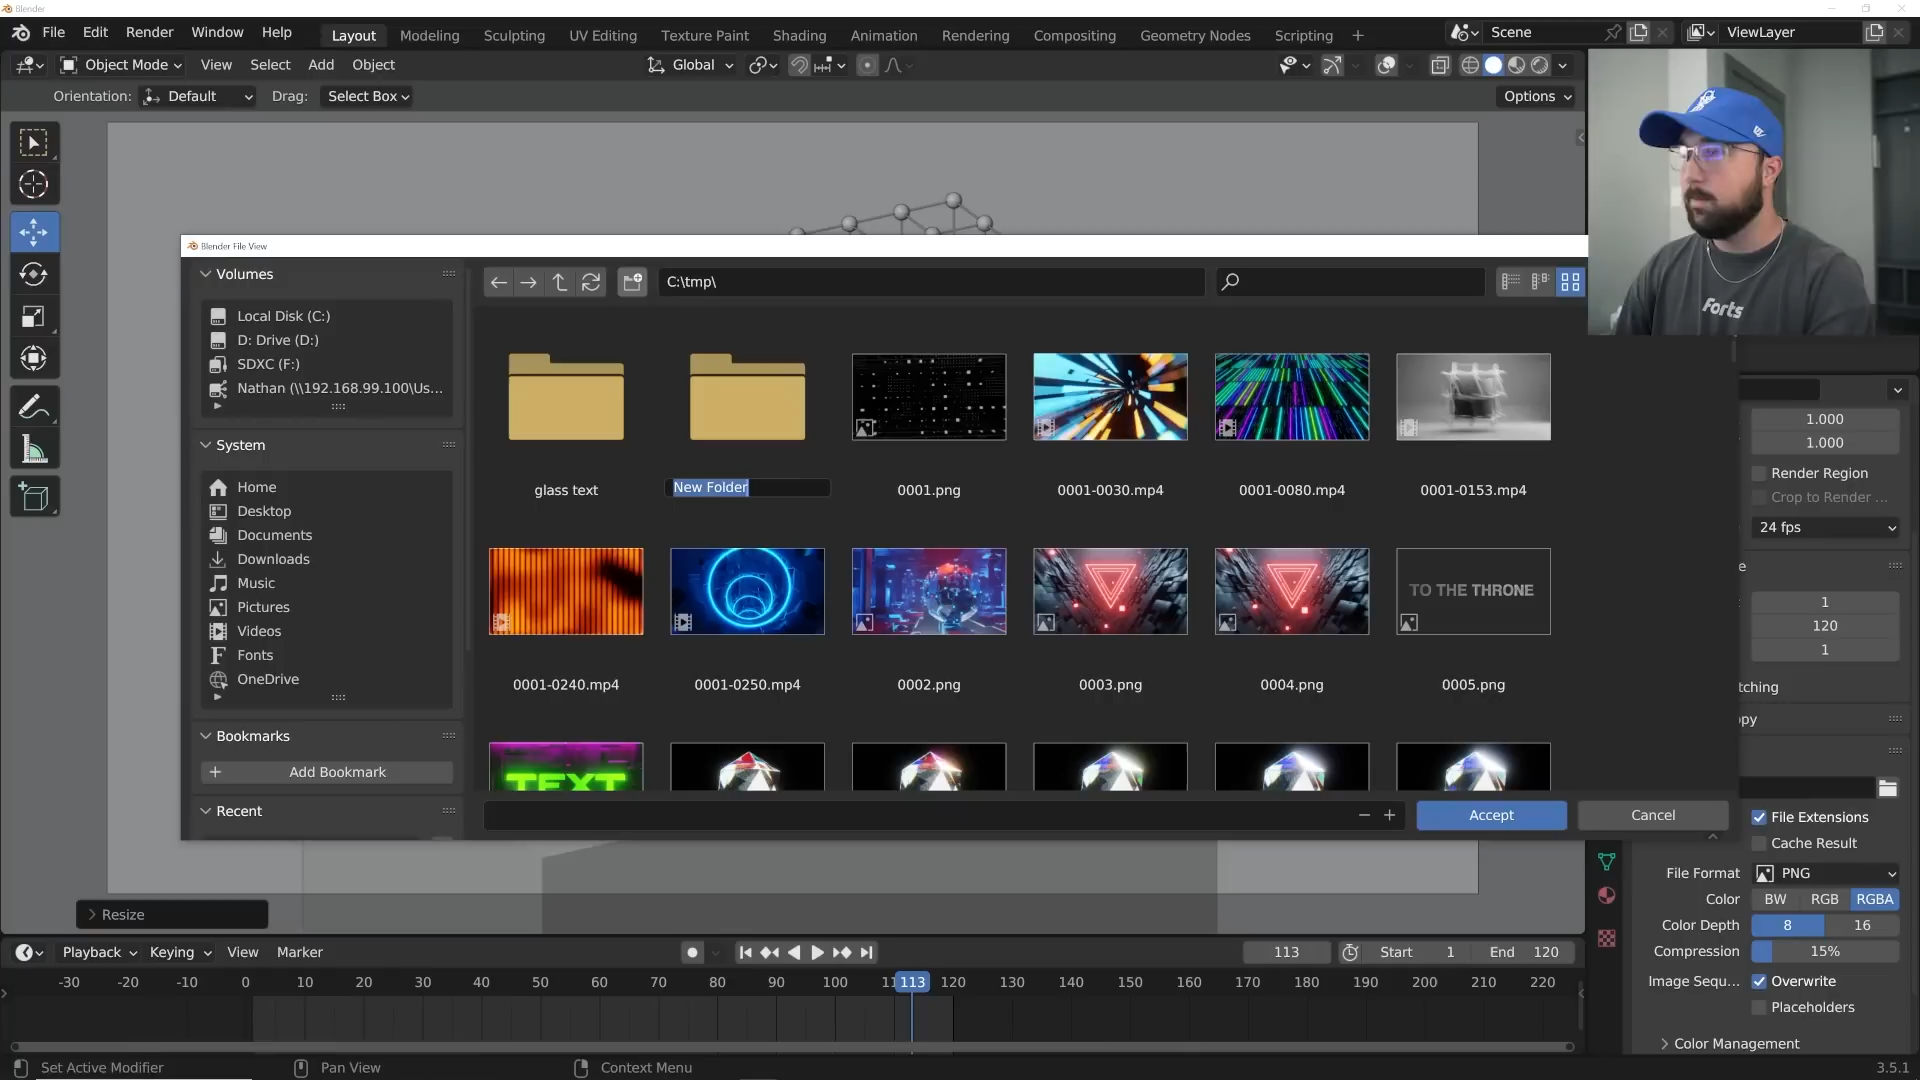 Blender
File Edit Render Window Help
Layout Modeling Sculpting UV Editing Texture Paint Shading Animation Rendering Compositing Geometry Nodes Scripting +
Scene
ViewLayer
Object Mode View Select Add Object
Global
Orientation: Default Drag: Select Box
Options
Forts
Blender File View
Volumes
Local Disk (C:)
D: Drive (D:)
SDXC (F:)
Nathan (\\192.168.99.100\Us...
System
Home
Desktop
Documents
Downloads
Music
Pictures
Videos
Fonts
OneDrive
Bookmarks
+ Add Bookmark
Recent
C:\tmp\
glass text
New Folder
0001.png
0001-0030.mp4
0001-0080.mp4
0001-0153.mp4
TO THE THRONE
0001-0240.mp4
0001-0250.mp4
0002.png
0003.png
0004.png
0005.png
TEXT
Accept
Cancel
1.000
1.000
Render Region
Crop to Render ...
24 fps
e
1
120
1
tching
opy
File Extensions
Cache Result
File Format PNG
Color BW RGB RGBA
Color Depth 8 16
Compression 15%
Image Sequ... Overwrite
Placeholders
Color Management
Resize
Playback Keying View Marker
113 Start 1 End 120
-30 -20 -10 0 10 20 30 40 50 60 70 80 90 100 11 113 120 130 140 150 160 170 180 190 200 210 220
Set Active Modifier Pan View Context Menu 3.5.1